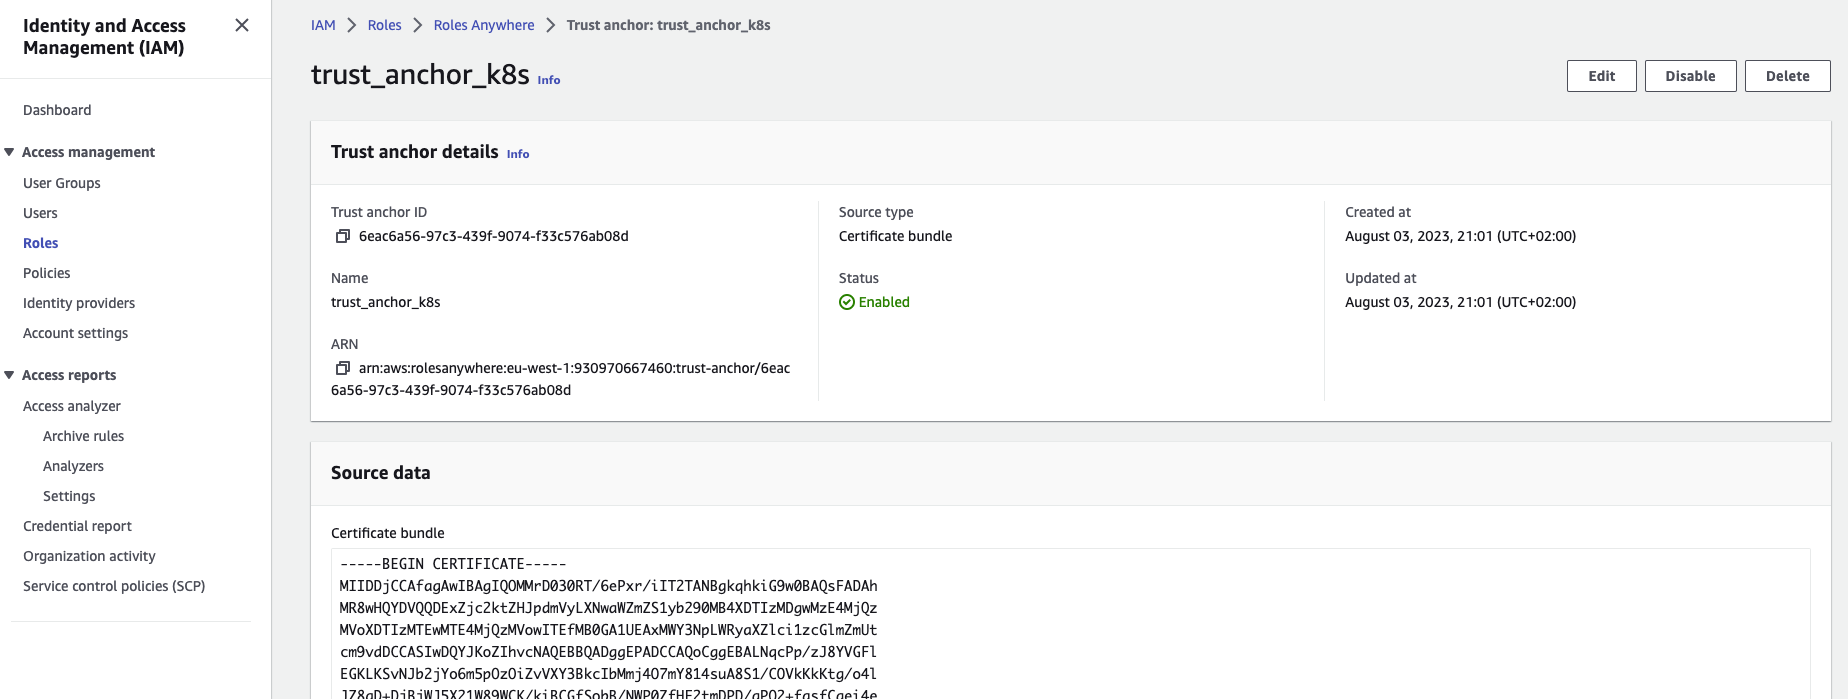 Identity and Access
Management (IAM)
Dashboard
Access management
User Groups
Users
Roles
Policies
Identity providers
Account settings
Access reports
Access analyzer
Archive rules
Analyzers
Settings
Credential report
Organization activity
Service control policies (SCP)
IAM > Roles > Roles Anywhere > Trust anchor: trust_anchor_k8s
trust_anchor_k8s Info
Edit
Disable
Delete
Trust anchor details Info
Trust anchor ID
6eac6a56-97c3-439f-9074-f33c576ab08d
Name
trust_anchor_k8s
ARN
arn:aws:rolesanywhere:eu-west-1:930970667460:trust-anchor/6eac
6a56-97c3-439f-9074-f33c576ab08d
Source type
Certificate bundle
Status
Enabled
Created at
August 03, 2023, 21:01 (UTC+02:00)
Updated at
August 03, 2023, 21:01 (UTC+02:00)
Source data
Certificate bundle
-----BEGIN CERTIFICATE-----
MIIDDjCCAfagAwIBAgIQOMMrD030RT/6ePxr/iIT2TANBgkqhkiG9w0BAQsFADAh
MR8wHQYDVQQDExZjc2ktZHJpdmVyLXNwaWZmZS1yb290MB4XDTIzMDgwMzE4MjQz
MVoXDTIzMTEwMTE4MjQzMVowITEfMB0GA1UEAxMWY3NpLWRyaXZlci1zcGlmZmUt
cm9vdDCCASIwDQYJKoZIhvcNAQEBBQADggEPADCCAQoCggEBALNqcPp/zJ8YVGFl
EGKLKSvNJb2jYo6m5pOzOiZvVXY3BkcIbMmj4O7mY814suA8S1/COVkKkKtg/o4l